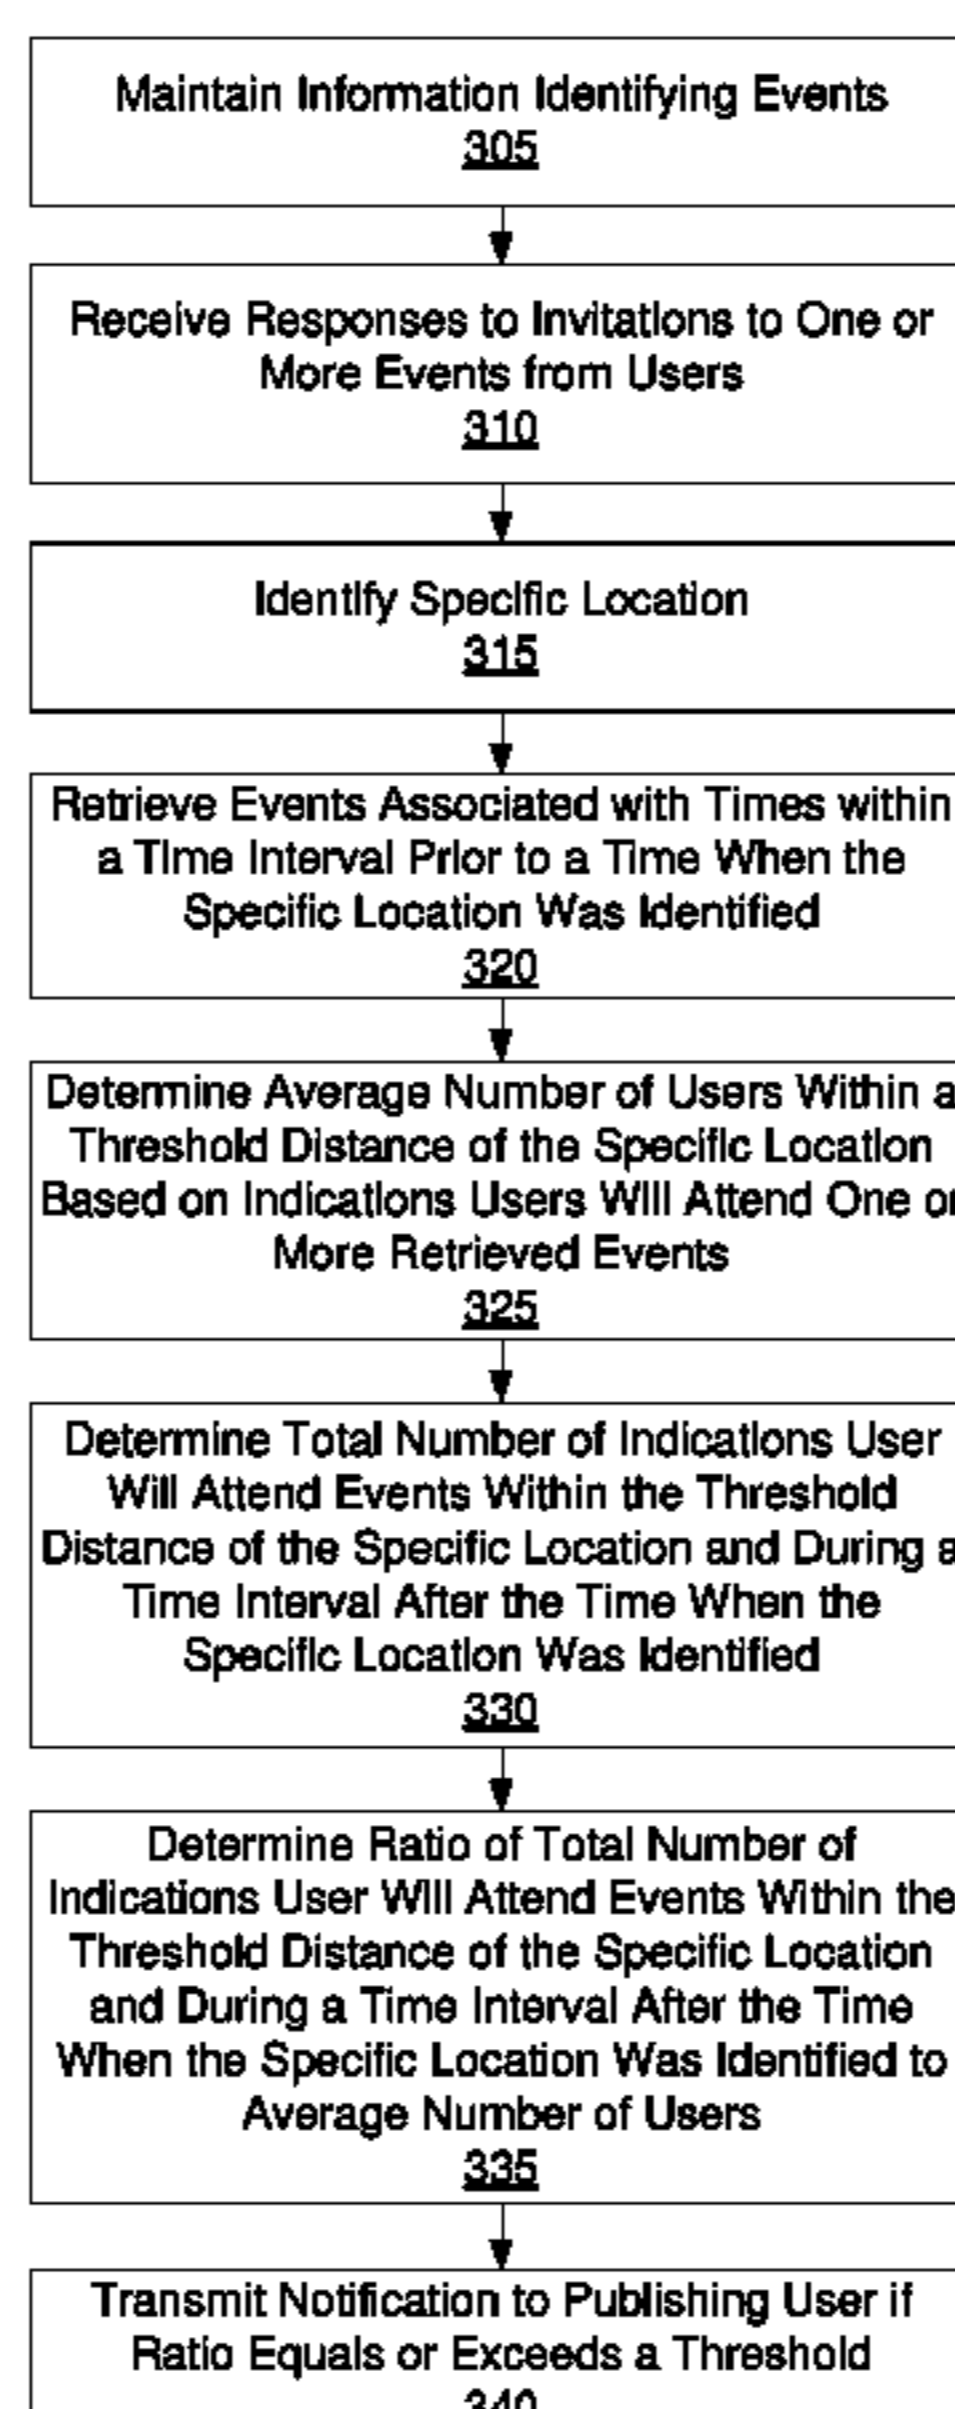 Maintain Information Identifying Events
305
Receive Responses to Invitations to One or
More Events from Users
310
Identify Specific Location
315
Retrieve Events Associated with Times within
a Time Interval Prior to a Time When the
Specific Location Was Identified
320
Determine Average Number of Users Within a
Threshold Distance of the Specific Location
Based on Indications Users Will Attend One or
More Retrieved Events
325
Determine Total Number of Indications User
Will Attend Events Within the Threshold
Distance of the Specific Location and During a
Time Interval After the Time When the
Specific Location Was Identified
330
Determine Ratio of Total Number of
Indications User Will Attend Events Within the
Threshold Distance of the Specific Location
and During a Time Interval After the Time
When the Specific Location Was Identified to
Average Number of Users
335
Transmit Notification to Publishing User if
Ratio Equals or Exceeds a Threshold
340